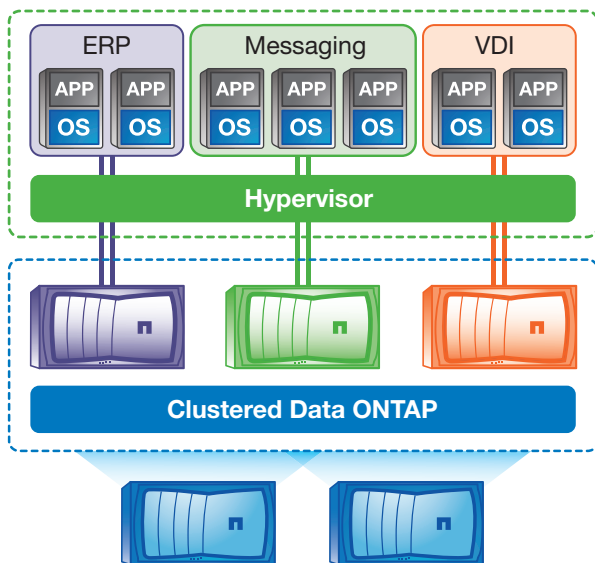 ERP Messaging VDI
APP APP APP APP APP APP APP
OS OS OS OS OS OS OS
Hypervisor
Clustered Data ONTAP